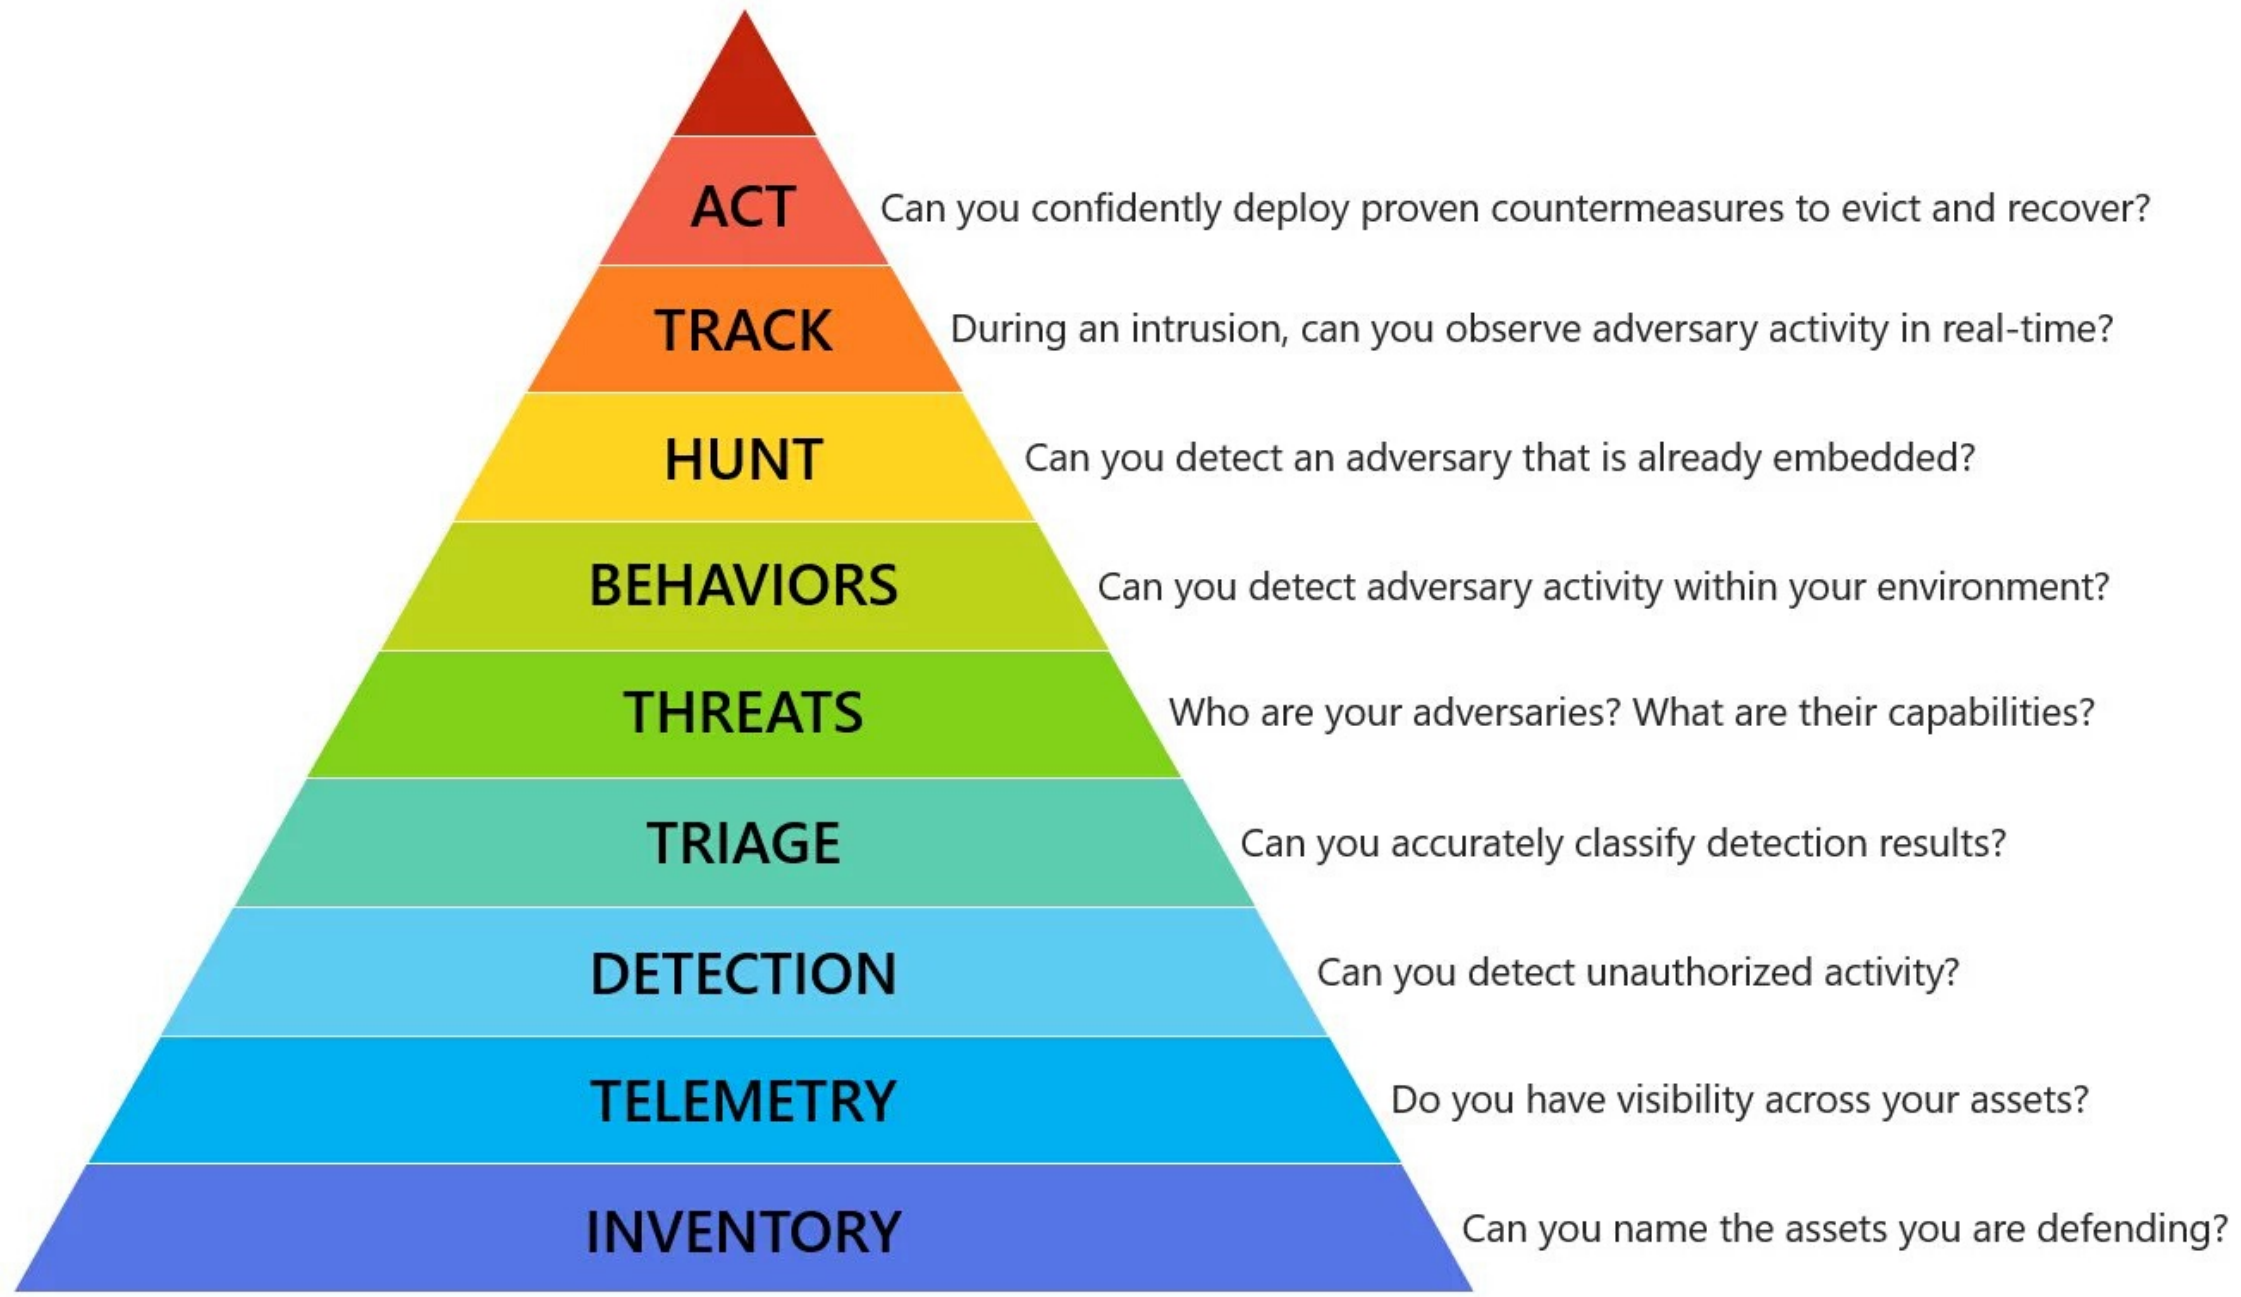 ACT Can you confidently deploy proven countermeasures to evict and recover?
TRACK During an intrusion, can you observe adversary activity in real-time?
HUNT Can you detect an adversary that is already embedded?
BEHAVIORS Can you detect adversary activity within your environment?
THREATS Who are your adversaries? What are their capabilities?
TRIAGE Can you accurately classify detection results?
DETECTION Can you detect unauthorized activity?
TELEMETRY Do you have visibility across your assets?
INVENTORY Can you name the assets you are defending?